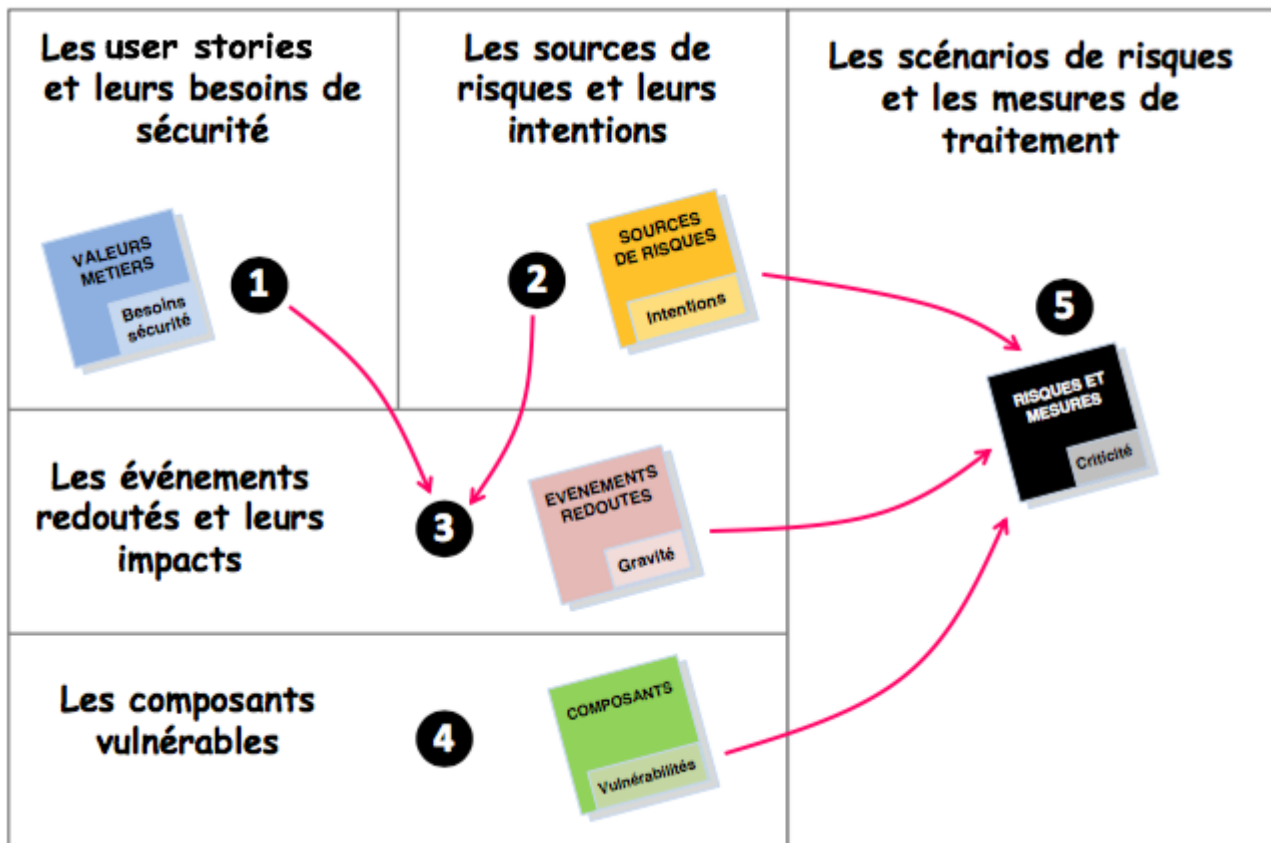 Les user stories
et leurs besoins de
sécurité
VALEURS
METIERS
Besoins
sécurité
1
Les sources de
risques et leurs
intentions
2
SOURCES
DE RISQUES
Intentions
Les scénarios de risques
et les mesures de
traitement
5
RISQUES ET
MESURES
Criticité
Les événements
redoutés et leurs
impacts
3
EVENEMENTS
REDOUTES
Gravité
Les composants
vulnérables
4
COMPOSANTS
Vulnérabilités